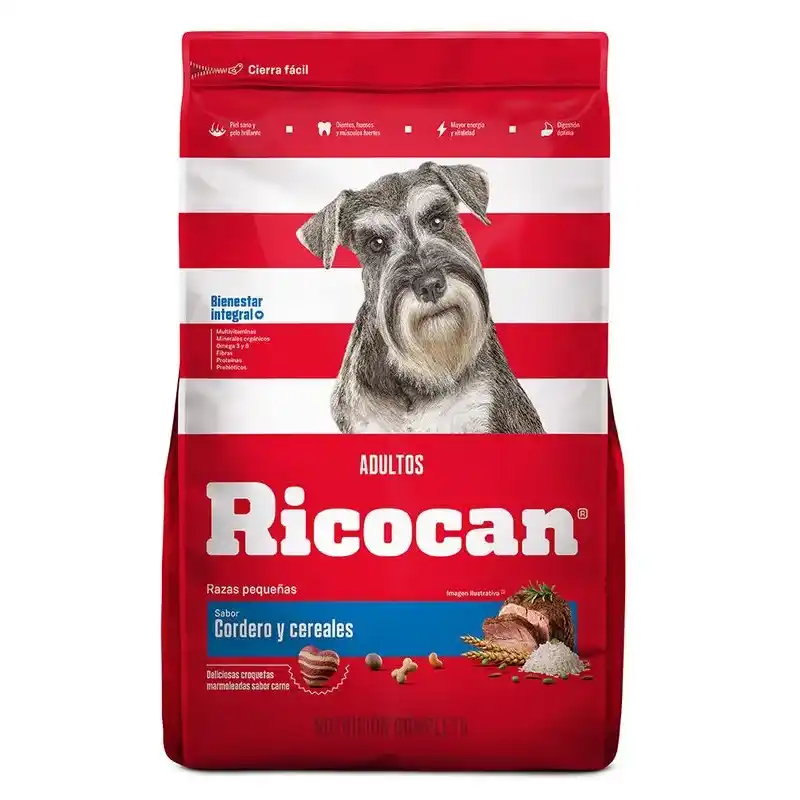 Cierra fácil
Piel sana y
pelo brillante
Dientes, huesos
y músculos fuertes
Mayor energía
y vitalidad
Digestión
óptima
Bienestar
integral
Multivitaminas
Minerales orgánicos
Omega 3 y 6
Fibras
Proteínas
Prebióticos
ADULTOS
Ricocan®
Razas pequeñas
Imagen ilustrativa
Sabor
Cordero y cereales
Deliciosas croquetas
marmoleadas sabor carne
NUTRICIÓN COMPLETA